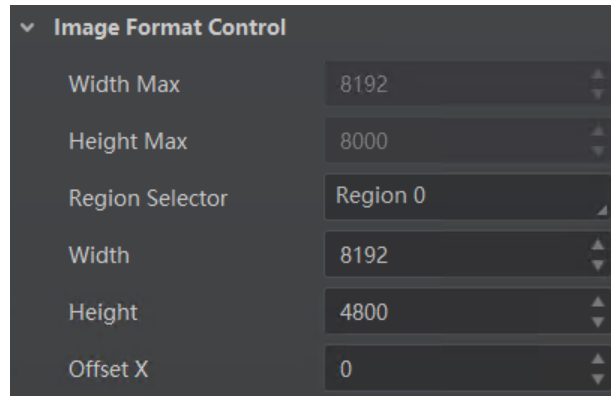 Image Format Control
Width Max 8192
Height Max 8000
Region Selector Region 0
Width 8192
Height 4800
Offset X 0